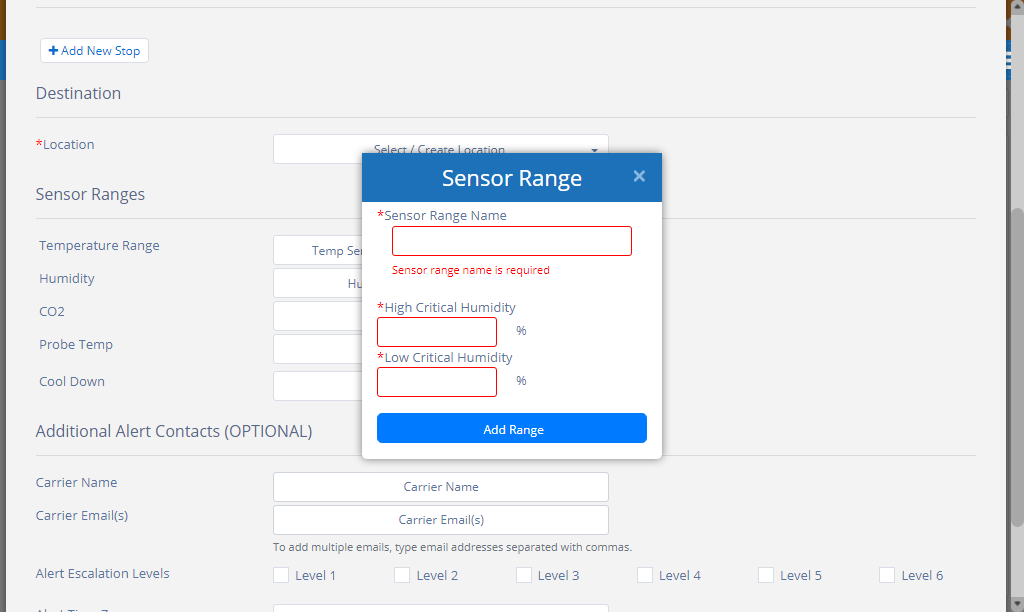 Add New Stop
Destination
*Location
Select / Create Location
Sensor Range ×
*Sensor Range Name
Sensor range name is required
*High Critical Humidity
%
*Low Critical Humidity
%
Add Range
Sensor Ranges
Temperature Range
Temp
Humidity
CO2
Probe Temp
Cool Down
Additional Alert Contacts (OPTIONAL)
Carrier Name
Carrier Name
Carrier Email(s)
Carrier Email(s)
To add multiple emails, type email addresses separated with commas.
Alert Escalation Levels
Level 1
Level 2
Level 3
Level 4
Level 5
Level 6